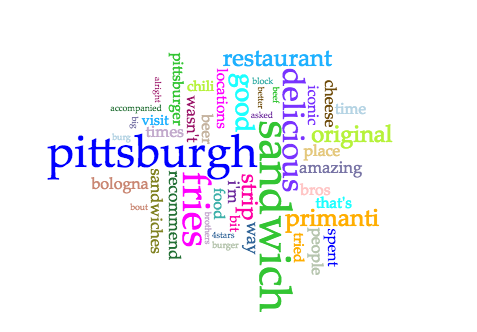 restaurant
pittsburger
chili
locations
good
block
better
beef
delicious
iconic
cheese
alright
accompanied
big
visit
wasn't
beer
asked
time
times
burg
original
pittsburgh
sandwich
place
amazing
bologna
sandwiches
recommend
fries
brothers
food
i'm
bit
strip
way
bros
that's
bout
primanti
4stars
burger
tried
people
spent